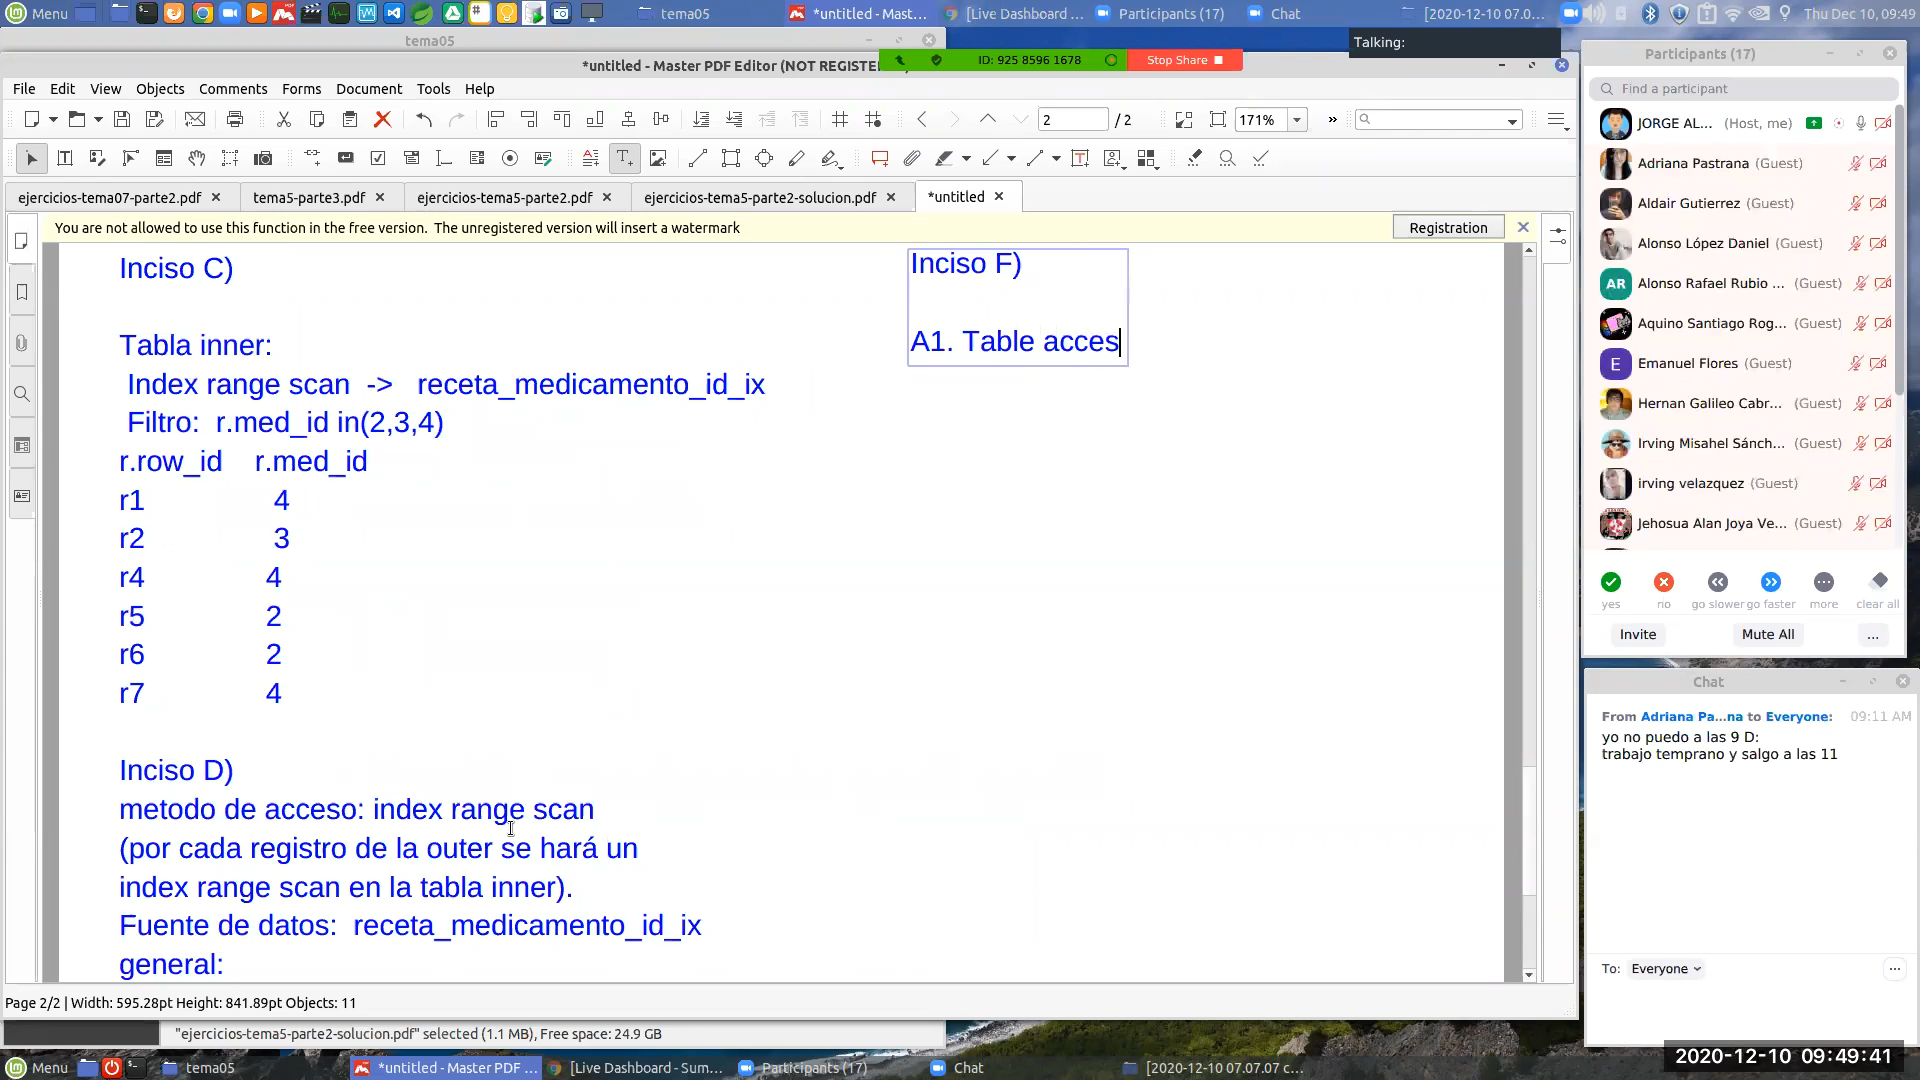 Menu
tema05
*untitled - Mast...
[Live Dashboard ...
Participants (17)
Chat
[2020-12-10 07.0...
Thu Dec 10, 09:49
tema05
Talking:
*untitled - Master PDF Editor (NOT REGISTE
ID: 925 8596 1678
Stop Share
File Edit View Objects Comments Forms Document Tools Help
2 / 2
171%
ejercicios-tema07-parte2.pdf
tema5-parte3.pdf
ejercicios-tema5-parte2.pdf
ejercicios-tema5-parte2-solucion.pdf
*untitled
You are not allowed to use this function in the free version. The unregistered version will insert a watermark
Registration
Inciso C)
Tabla inner:
Index range scan -> receta_medicamento_id_ix
Filtro: r.med_id in(2,3,4)
r.row_id r.med_id
r1 4
r2 3
r4 4
r5 2
r6 2
r7 4
Inciso D)
metodo de acceso: index range scan
(por cada registro de la outer se hará un
index range scan en la tabla inner).
Fuente de datos: receta_medicamento_id_ix
general:
Inciso F)
A1. Table acces
Page 2/2 | Width: 595.28pt Height: 841.89pt Objects: 11
"ejercicios-tema5-parte2-solucion.pdf" selected (1.1 MB), Free space: 24.9 GB
Participants (17)
Find a participant
JORGE AL... (Host, me)
Adriana Pastrana (Guest)
Aldair Gutierrez (Guest)
Alonso López Daniel (Guest)
AR Alonso Rafael Rubio ... (Guest)
Aquino Santiago Rog... (Guest)
E Emanuel Flores (Guest)
Hernan Galileo Cabr... (Guest)
Irving Misahel Sánch... (Guest)
irving velazquez (Guest)
Jehosua Alan Joya Ve... (Guest)
yes no go slower go faster more clear all
Invite Mute All ...
Chat
From Adriana Pa...na to Everyone: 09:11 AM
yo no puedo a las 9 D:
trabajo temprano y salgo a las 11
To: Everyone
Menu
tema05
*untitled - Master PDF ...
[Live Dashboard - Sum...
Participants (17)
Chat
[2020-12-10 07.07.07 c...
2020-12-10 09:49:41